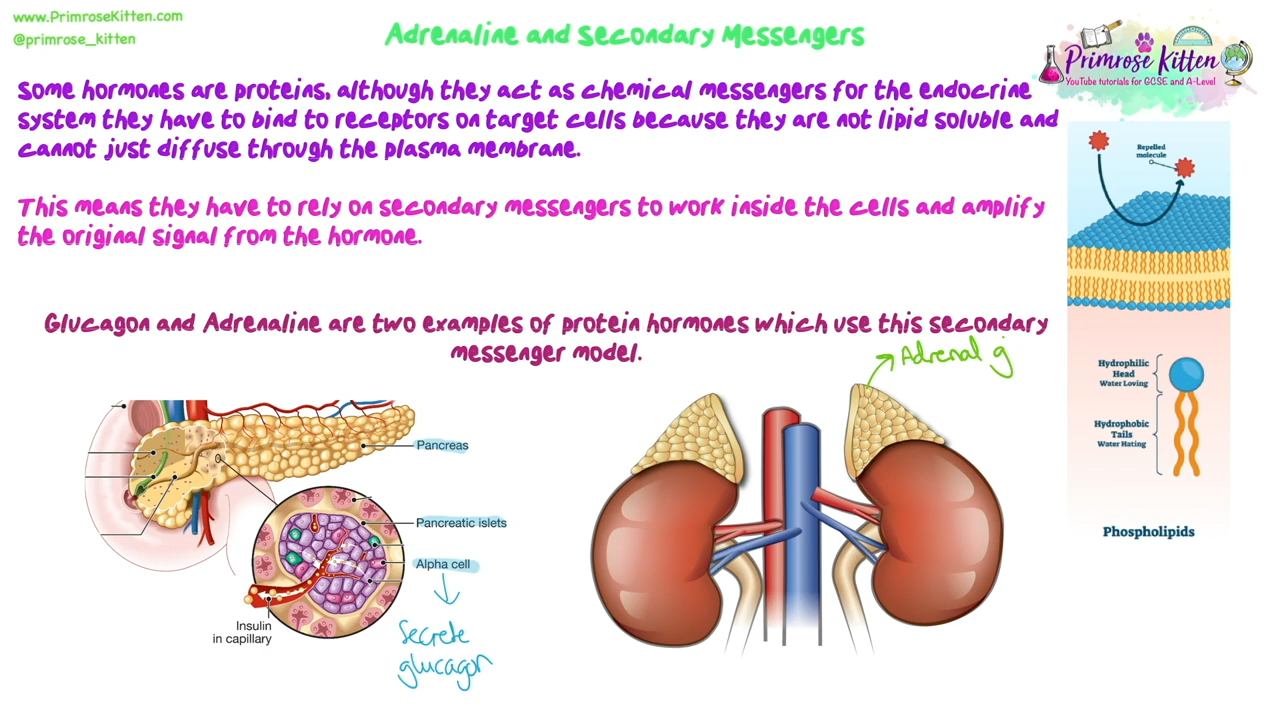 www.PrimroseKitten.com
@primrose_kitten
Adrenaline and Secondary Messengers
Primrose Kitten
YouTube tutorials for GCSE and A-Level
Some hormones are proteins, although they act as chemical messengers for the endocrine
system they have to bind to receptors on target cells because they are not lipid soluble and
cannot just diffuse through the plasma membrane.
This means they have to rely on secondary messengers to work inside the cells and amplify
the original signal from the hormone.
Glucagon and Adrenaline are two examples of protein hormones which use this secondary
messenger model.
Adrenal g
Pancreas
Pancreatic islets
Alpha cell
Secrete
glucagon
Insulin
in capillary
Repelled
molecule
Hydrophilic
Head
Water Loving
Hydrophobic
Tails
Water Hating
Phospholipids